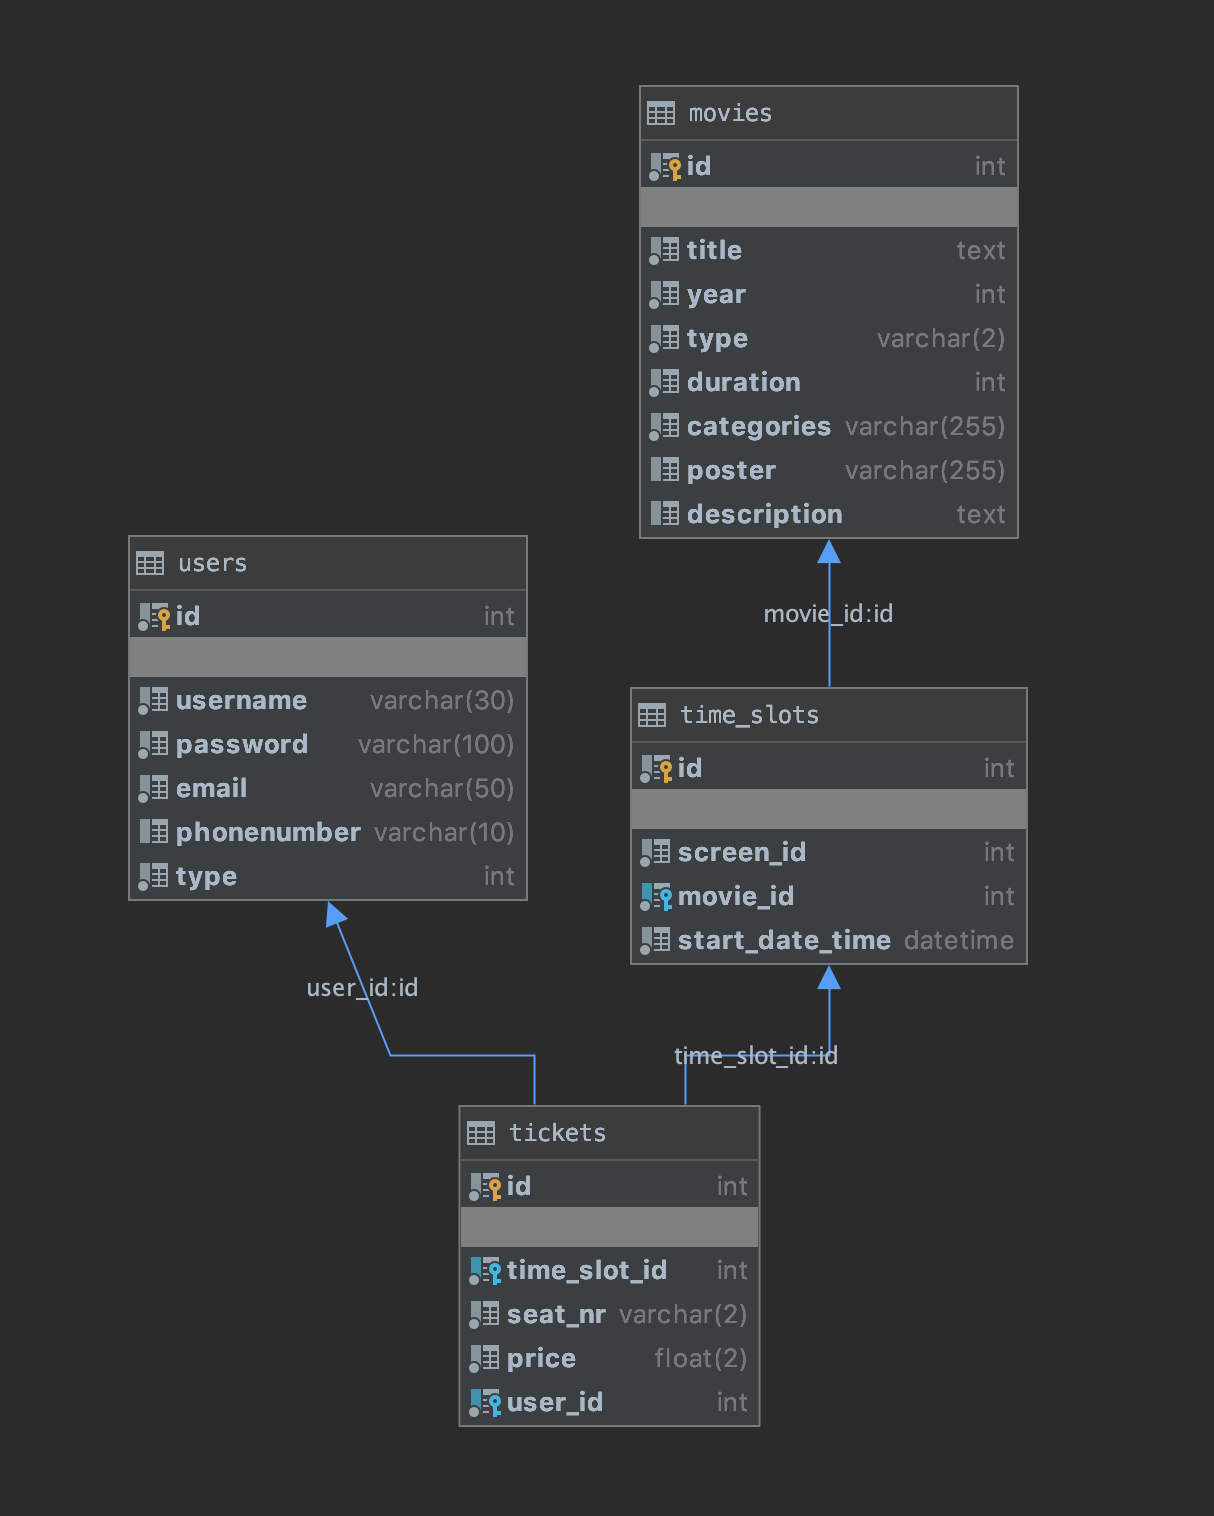 movies
id int
title text
year int
type varchar(2)
duration int
categories varchar(255)
poster varchar(255)
description text
movie_id:id
users
id int
username varchar(30)
password varchar(100)
email varchar(50)
phonenumber varchar(10)
type int
user_id:id
time_slots
id int
screen_id int
movie_id int
start_date_time datetime
time_slot_id:id
tickets
id int
time_slot_id int
seat_nr varchar(2)
price float(2)
user_id int